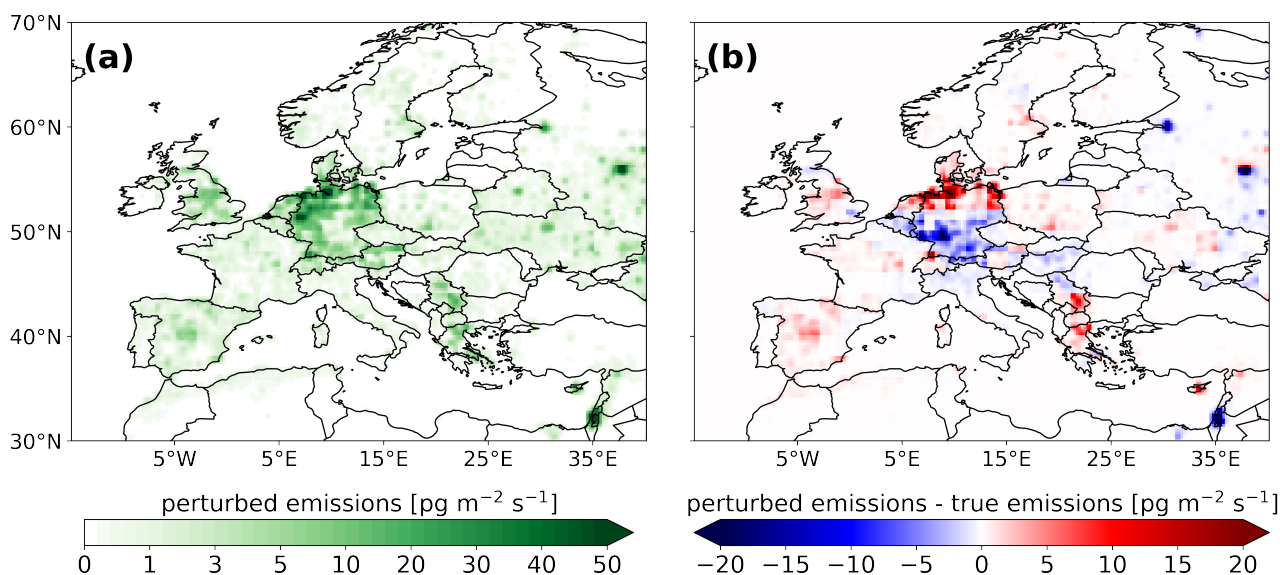 (a)
(b)
70°N
60°N
50°N
40°N
30°N
5°W 5°E 15°E 25°E 35°E
5°W 5°E 15°E 25°E 35°E
perturbed emissions [pg m⁻² s⁻¹]
0 1 3 5 10 20 30 40 50
perturbed emissions - true emissions [pg m⁻² s⁻¹]
−20 −15 −10 −5 0 5 10 15 20